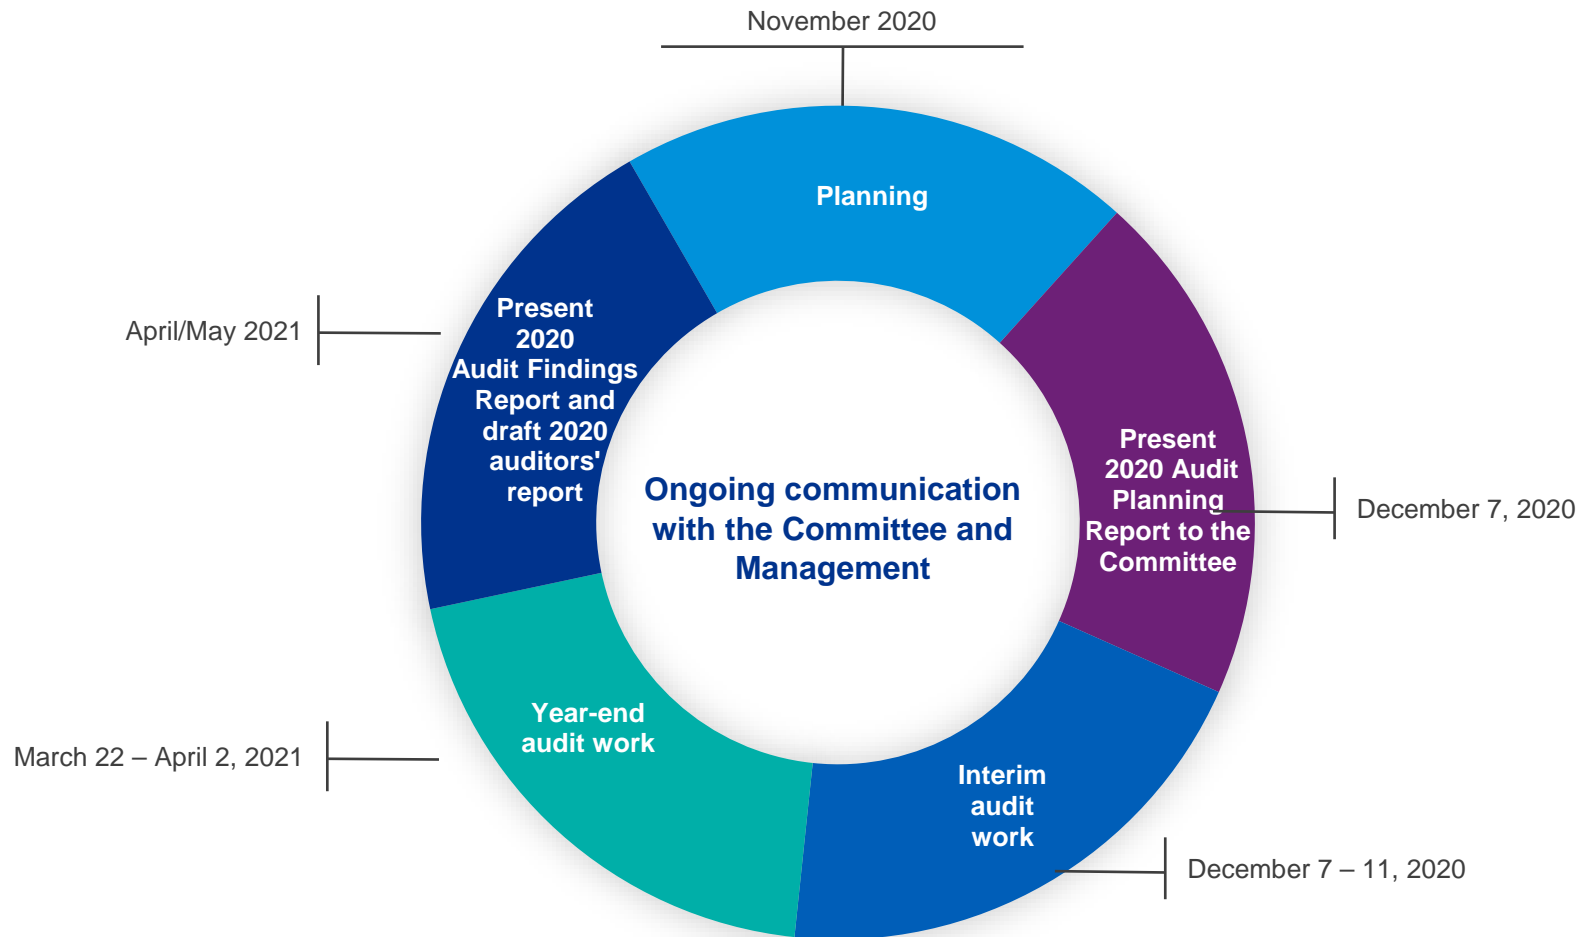 November 2020
Planning
Present
2020 Audit
Planning
Report to the
Committee
December 7, 2020
Interim
audit
work
December 7 – 11, 2020
Year-end
audit work
March 22 – April 2, 2021
Present
2020
Audit Findings
Report and
draft 2020
auditors'
report
April/May 2021
Ongoing communication
with the Committee and
Management